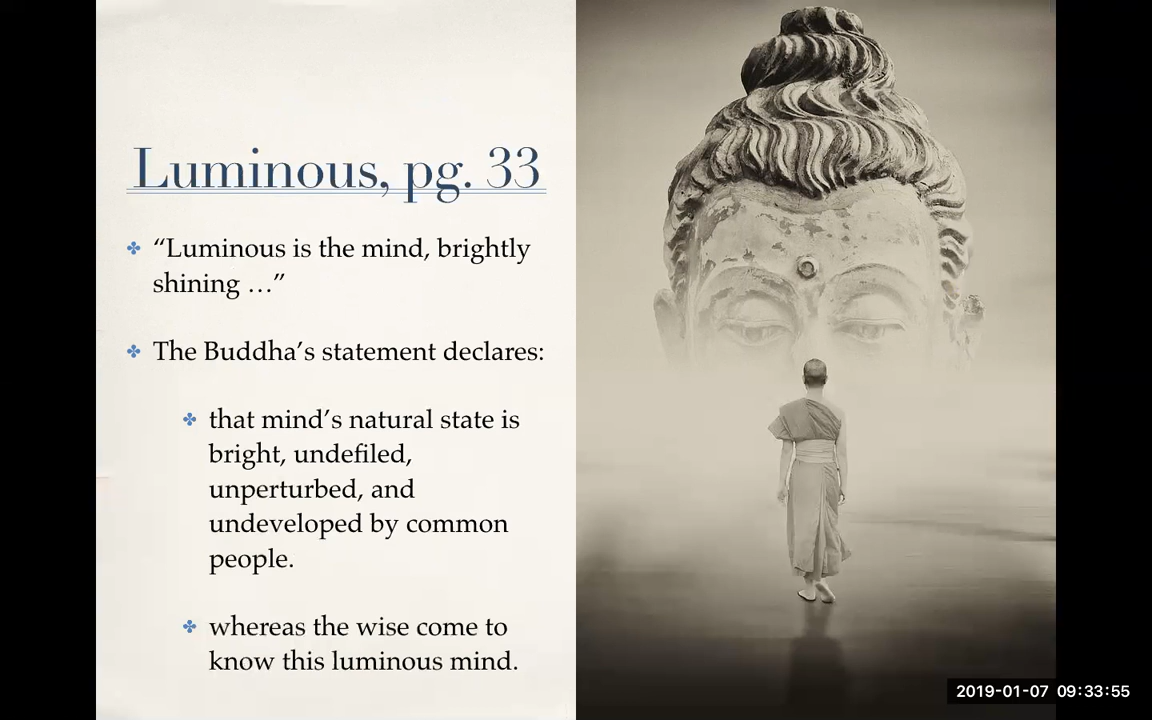 Luminous, pg. 33
“Luminous is the mind, brightly
shining …”
The Buddha’s statement declares:
that mind’s natural state is
bright, undefiled,
unperturbed, and
undeveloped by common
people.
whereas the wise come to
know this luminous mind.
2019-01-07 09:33:55